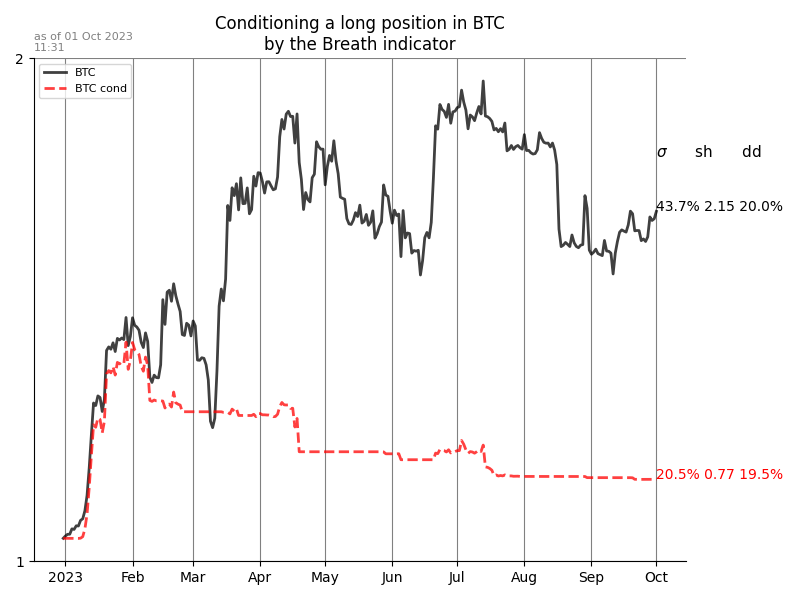 Conditioning a long position in BTC
by the Breath indicator
as of 01 Oct 2023
11:31
2
BTC
BTC cond
σ sh dd
43.7% 2.15 20.0%
20.5% 0.77 19.5%
1
2023 Feb Mar Apr May Jun Jul Aug Sep Oct